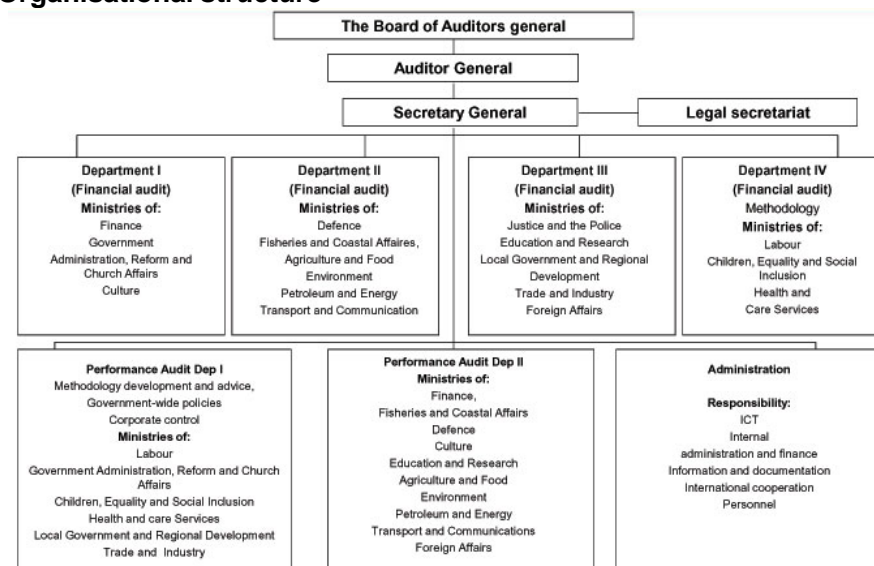 Organisational structure
The Board of Auditors general
Auditor General
Secretary General
Legal secretariat
Department I
(Financial audit)
Ministries of:
Finance
Government
Administration, Reform and
Church Affairs
Culture
Department II
(Financial audit)
Ministries of:
Defence
Fisheries and Coastal Affaires,
Agriculture and Food
Environment
Petroleum and Energy
Transport and Communication
Department III
(Financial audit)
Ministries of:
Justice and the Police
Education and Research
Local Government and Regional
Development
Trade and Industry
Foreign Affairs
Department IV
(Financial audit)
Methodology
Ministries of:
Labour
Children, Equality and Social
Inclusion
Health and
Care Services
Performance Audit Dep I
Methodology development and advice,
Government-wide policies
Corporate control
Ministries of:
Labour
Government Administration, Reform and Church
Affairs
Children, Equality and Social Inclusion
Health and care Services
Local Government and Regional Development
Trade and Industry
Performance Audit Dep II
Ministries of:
Finance,
Fisheries and Coastal Affairs
Defence
Culture
Education and Research
Agriculture and Food
Environment
Petroleum and Energy
Transport and Communications
Foreign Affairs
Administration
Responsibility:
ICT
Internal
administration and finance
Information and documentation
International cooperation
Personnel